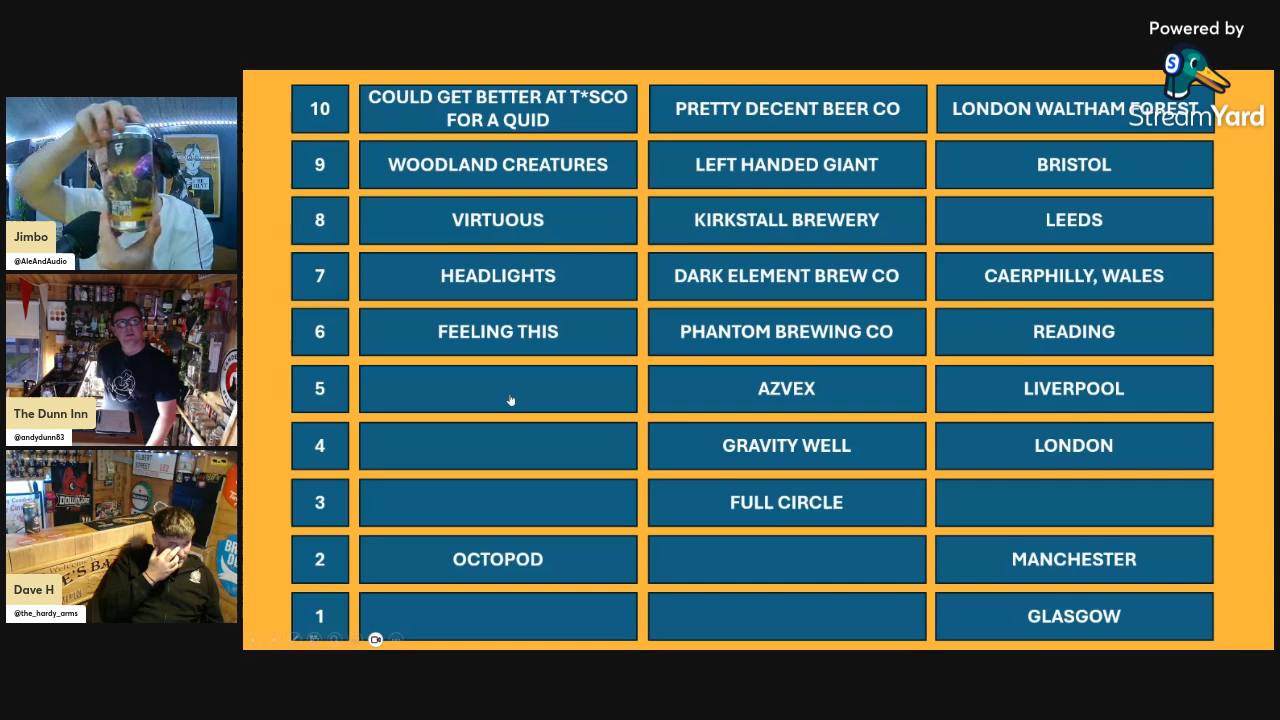 Powered by
StreamYard
10
COULD GET BETTER AT T*SCO
FOR A QUID
PRETTY DECENT BEER CO
LONDON WALTHAM FOREST
9
WOODLAND CREATURES
LEFT HANDED GIANT
BRISTOL
8
VIRTUOUS
KIRKSTALL BREWERY
LEEDS
7
HEADLIGHTS
DARK ELEMENT BREW CO
CAERPHILLY, WALES
6
FEELING THIS
PHANTOM BREWING CO
READING
5
AZVEX
LIVERPOOL
4
GRAVITY WELL
LONDON
3
FULL CIRCLE
2
OCTOPOD
MANCHESTER
1
GLASGOW
Jimbo
@AleAndAudio
The Dunn Inn
@andydunn83
Dave H
@the_hardy_arms